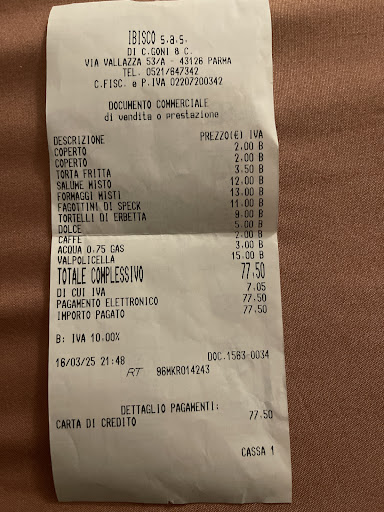 IBISCO s.a.s.
DI C.GONI & C.
VIA VALLAZZA 53/A - 43126 PARMA
TEL. 0521/647342
C.FISC. e P.IVA 02207200342
DOCUMENTO COMMERCIALE
di vendita o prestazione
DESCRIZIONE PREZZO(€) IVA
COPERTO 2,00 B
COPERTO 2,00 B
TORTA FRITTA 3,50 B
SALUME MISTO 12,00 B
FORMAGGI MISTI 13,00 B
FAGOTTINI DI SPECK 11,00 B
TORTELLI DI ERBETTA 9,00 B
DOLCE 5,00 B
CAFFE 2,00 B
ACQUA 0.75 GAS 3,00 B
VALPOLICELLA 15,00 B
TOTALE COMPLESSIVO 77,50
DI CUI IVA 7,05
PAGAMENTO ELETTRONICO 77,50
IMPORTO PAGATO 77,50
B: IVA 10,00%
16/03/25 21:48 DOC.1583-0034
RT 96MKR014243
DETTAGLIO PAGAMENTI:
CARTA DI CREDITO 77,50
CASSA 1